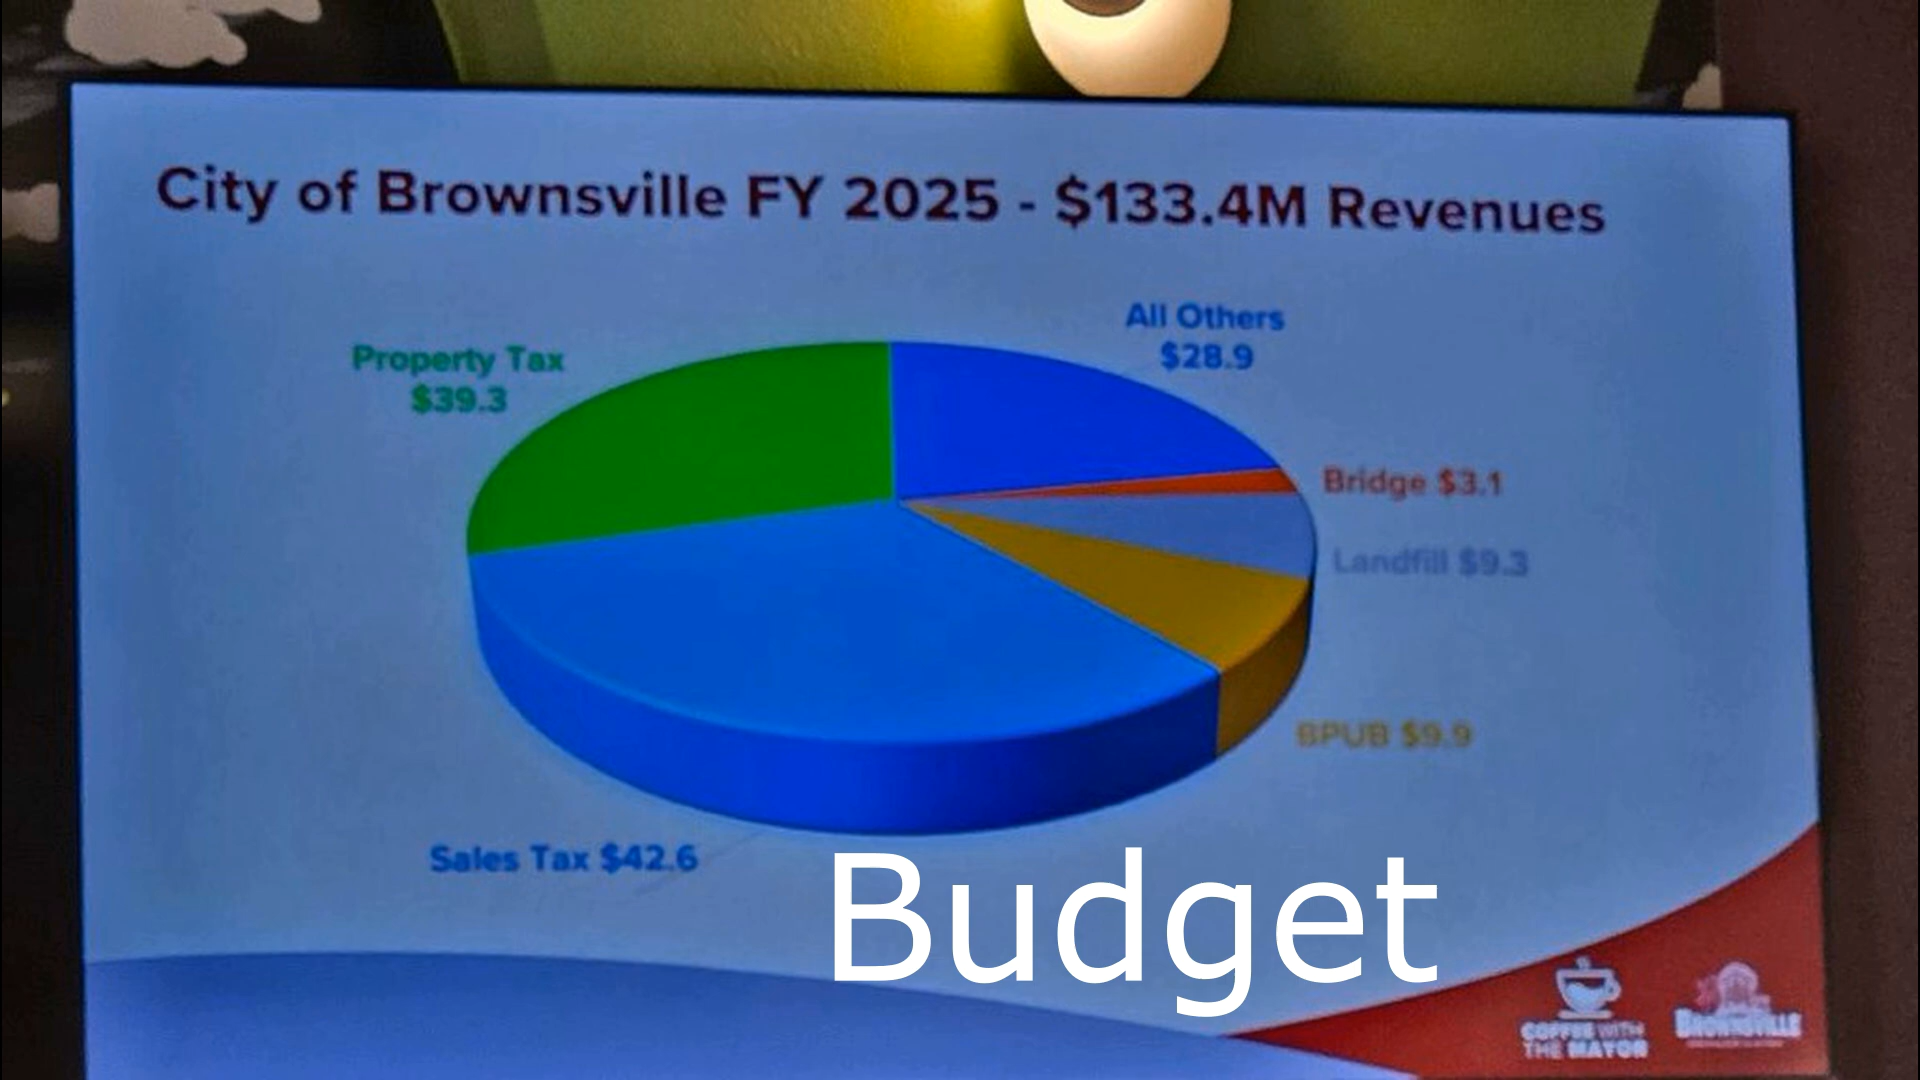 City of Brownsville FY 2025 - $133.4M Revenues
All Others
$28.9
Property Tax
$39.3
Bridge $3.1
Landfill $9.3
BPUB $9.9
Sales Tax $42.6
Budget
COFFEE WITH
THE MAYOR
BROWNSVILLE